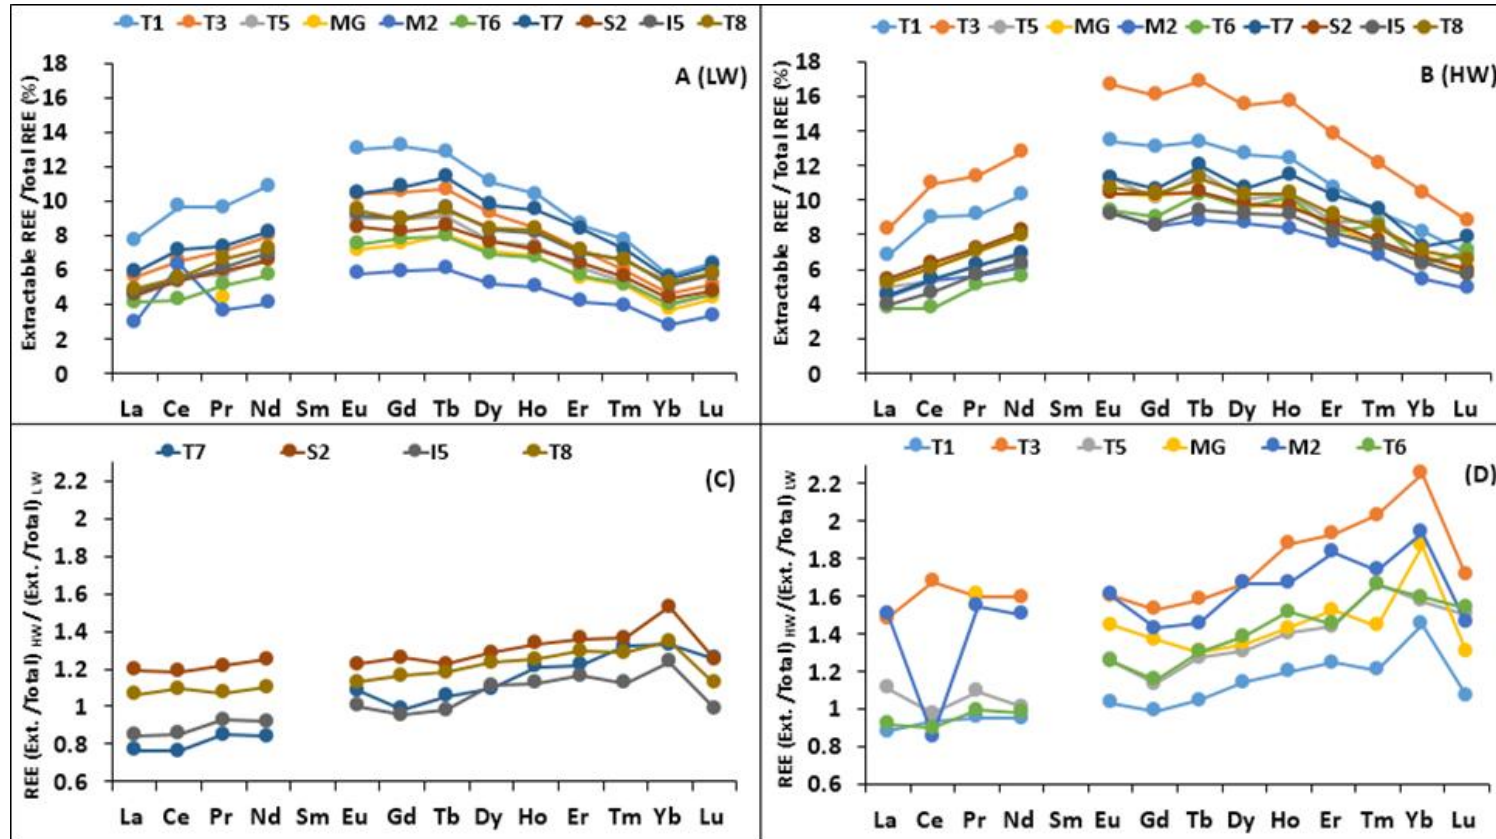 T1 T3 T5 MG M2 T6 T7 S2 I5 T8
A (LW)
Extractable REE /Total REE (%)
18
16
14
12
10
8
6
4
2
0
La Ce Pr Nd Sm Eu Gd Tb Dy Ho Er Tm Yb Lu
T1 T3 T5 MG M2 T6 T7 S2 I5 T8
B (HW)
Extractable REE / Total REE (%)
18
16
14
12
10
8
6
4
2
0
La Ce Pr Nd Sm Eu Gd Tb Dy Ho Er Tm Yb Lu
T7 S2 I5 T8
(C)
REE (Ext. /Total) HW / (Ext. /Total) LW
2.2
2
1.8
1.6
1.4
1.2
1
0.8
0.6
La Ce Pr Nd Sm Eu Gd Tb Dy Ho Er Tm Yb Lu
T1 T3 T5 MG M2 T6
(D)
REE (Ext. /Total) HW / (Ext. /Total) LW
2.2
2
1.8
1.6
1.4
1.2
1
0.8
0.6
La Ce Pr Nd Sm Eu Gd Tb Dy Ho Er Tm Yb Lu